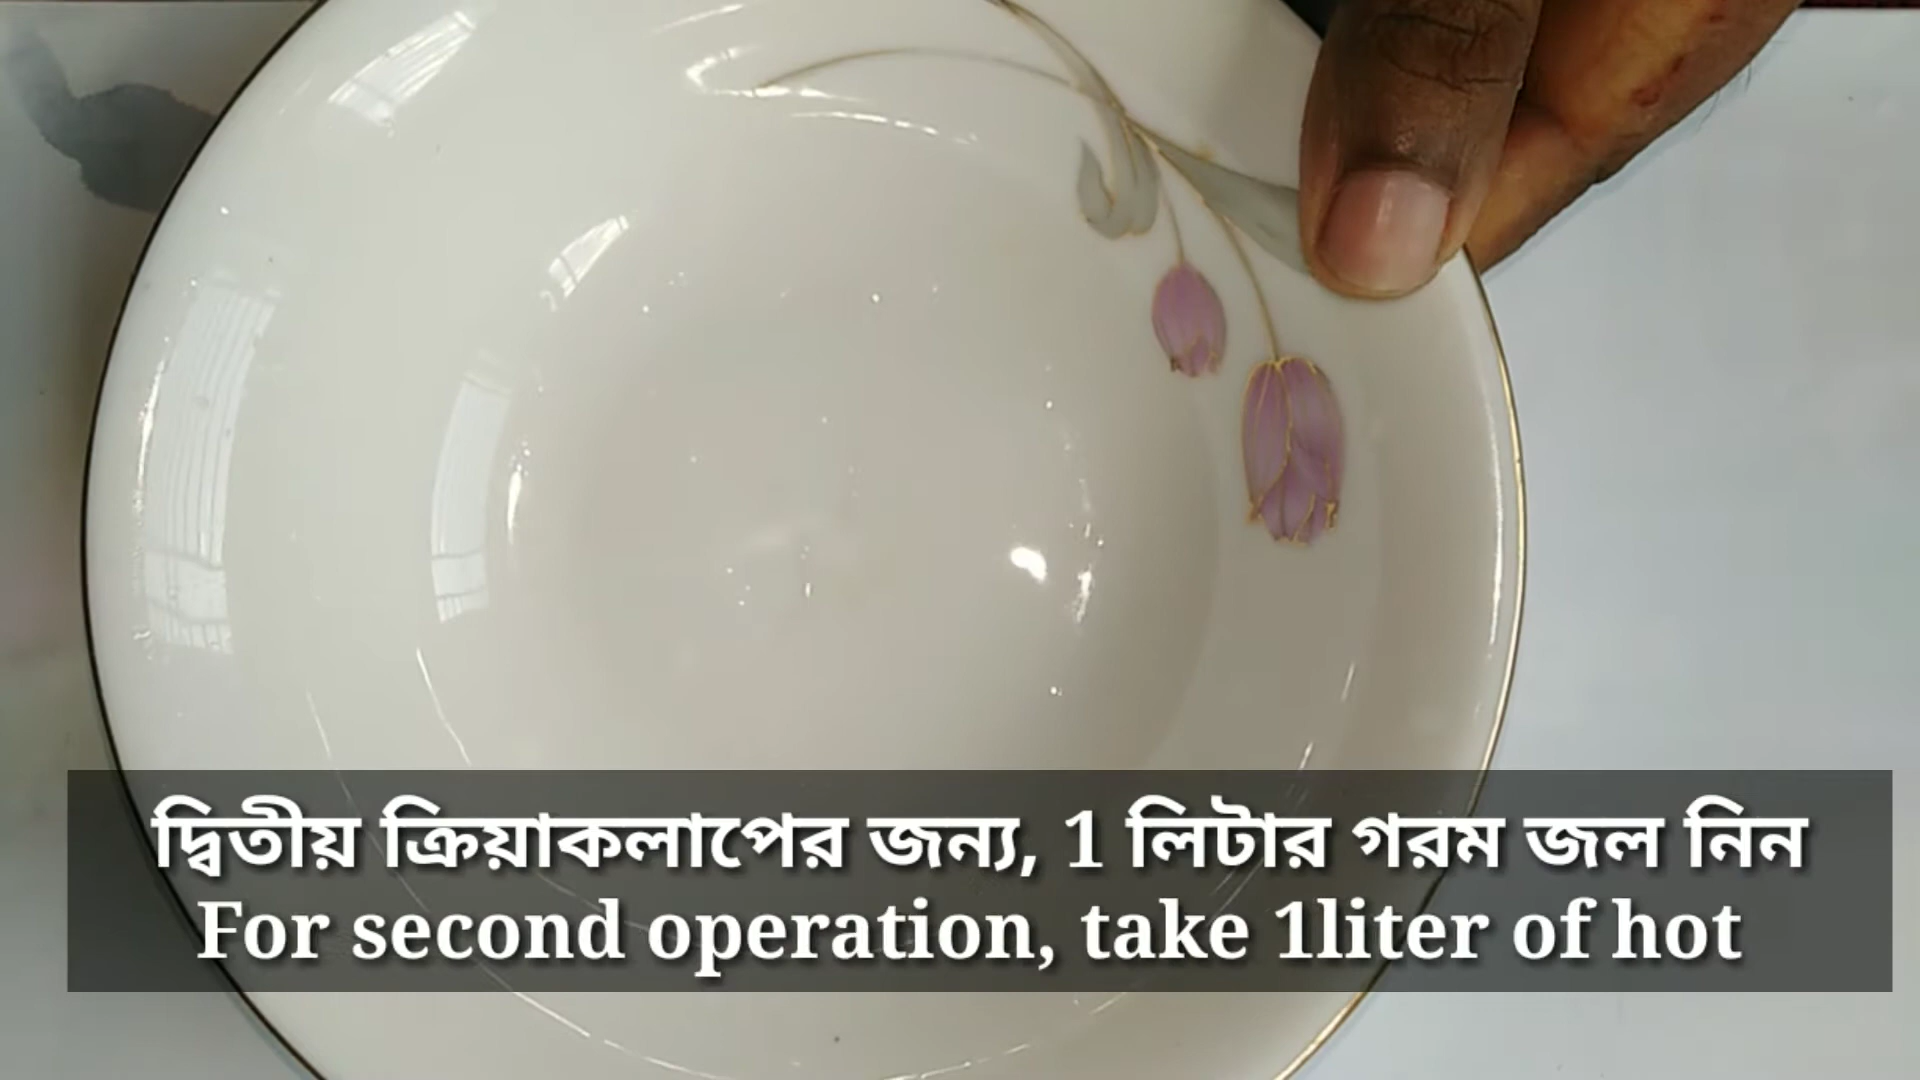 দ্বিতীয় ক্রিয়াকলাপের জন্য, 1 লিটার গরম জল নিন
For second operation, take 1liter of hot